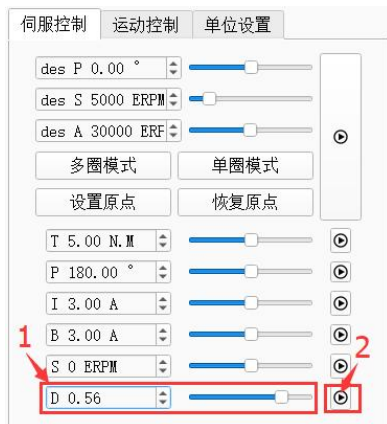 伺服控制 运动控制 单位设置
des P 0.00 °
des S 5000 ERPM
des A 30000 ERF
多圈模式 单圈模式
设置原点 恢复原点
T 5.00 N.M
P 180.00 °
I 3.00 A
B 3.00 A
1 2
S 0 ERPM
D 0.56